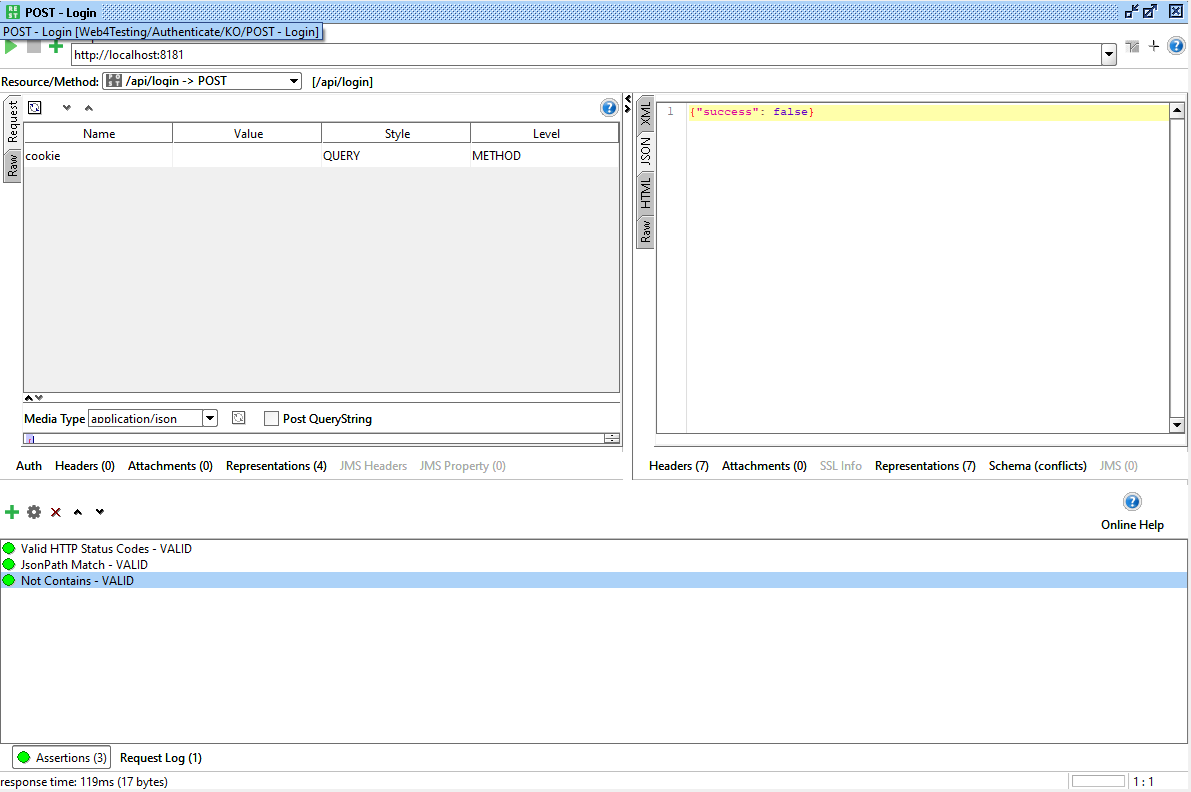 POST - Login
POST - Login [Web4Testing/Authenticate/KO/POST - Login]
http://localhost:8181
Resource/Method: /api/login -> POST [/api/login]
Request
Raw
Name Value Style Level
cookie QUERY METHOD
Media Type application/json Post QueryString
Auth Headers (0) Attachments (0) Representations (4) JMS Headers JMS Property (0)
XML
JSON
HTML
Raw
1 {"success": false}
Headers (7) Attachments (0) SSL Info Representations (7) Schema (conflicts) JMS (0)
Online Help
Valid HTTP Status Codes - VALID
JsonPath Match - VALID
Not Contains - VALID
Assertions (3) Request Log (1)
response time: 119ms (17 bytes) 1 : 1